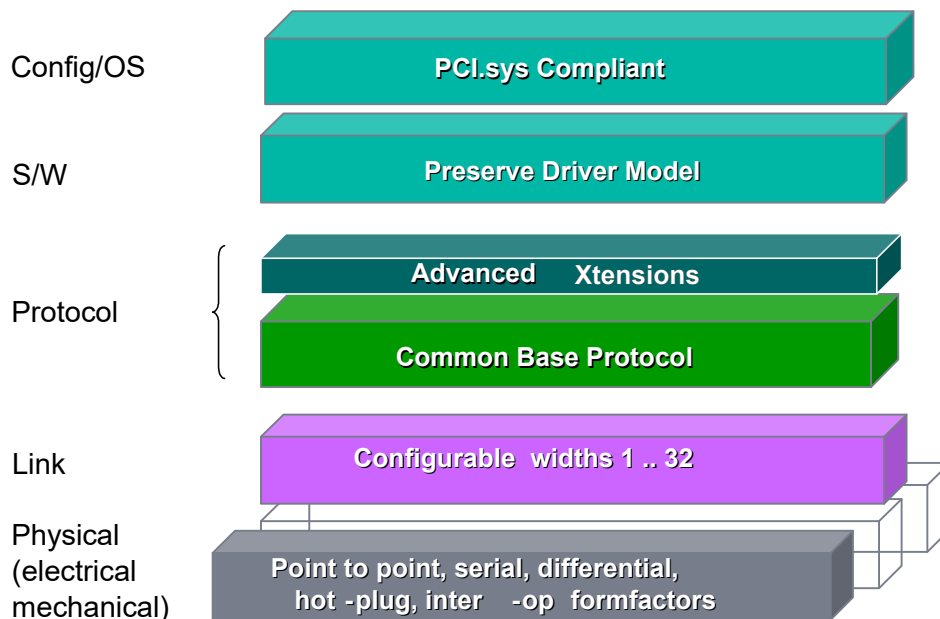 Config/OS
PCI.sys Compliant
S/W
Preserve Driver Model
Protocol
Advanced Xtensions
Common Base Protocol
Link
Configurable widths 1 .. 32
Physical
(electrical
mechanical)
Point to point, serial, differential,
hot -plug, inter -op formfactors